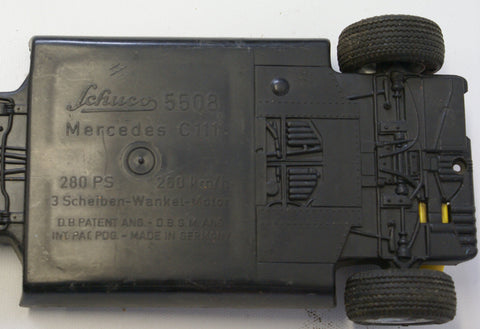 Schuco 5508
Mercedes C111
280 PS 260 km/h
3 Scheiben-Wankel-Motor
D.B.PATENT ANG. - D.B.G.M. ANG.
INT. PAT. PDG. - MADE IN GERMANY